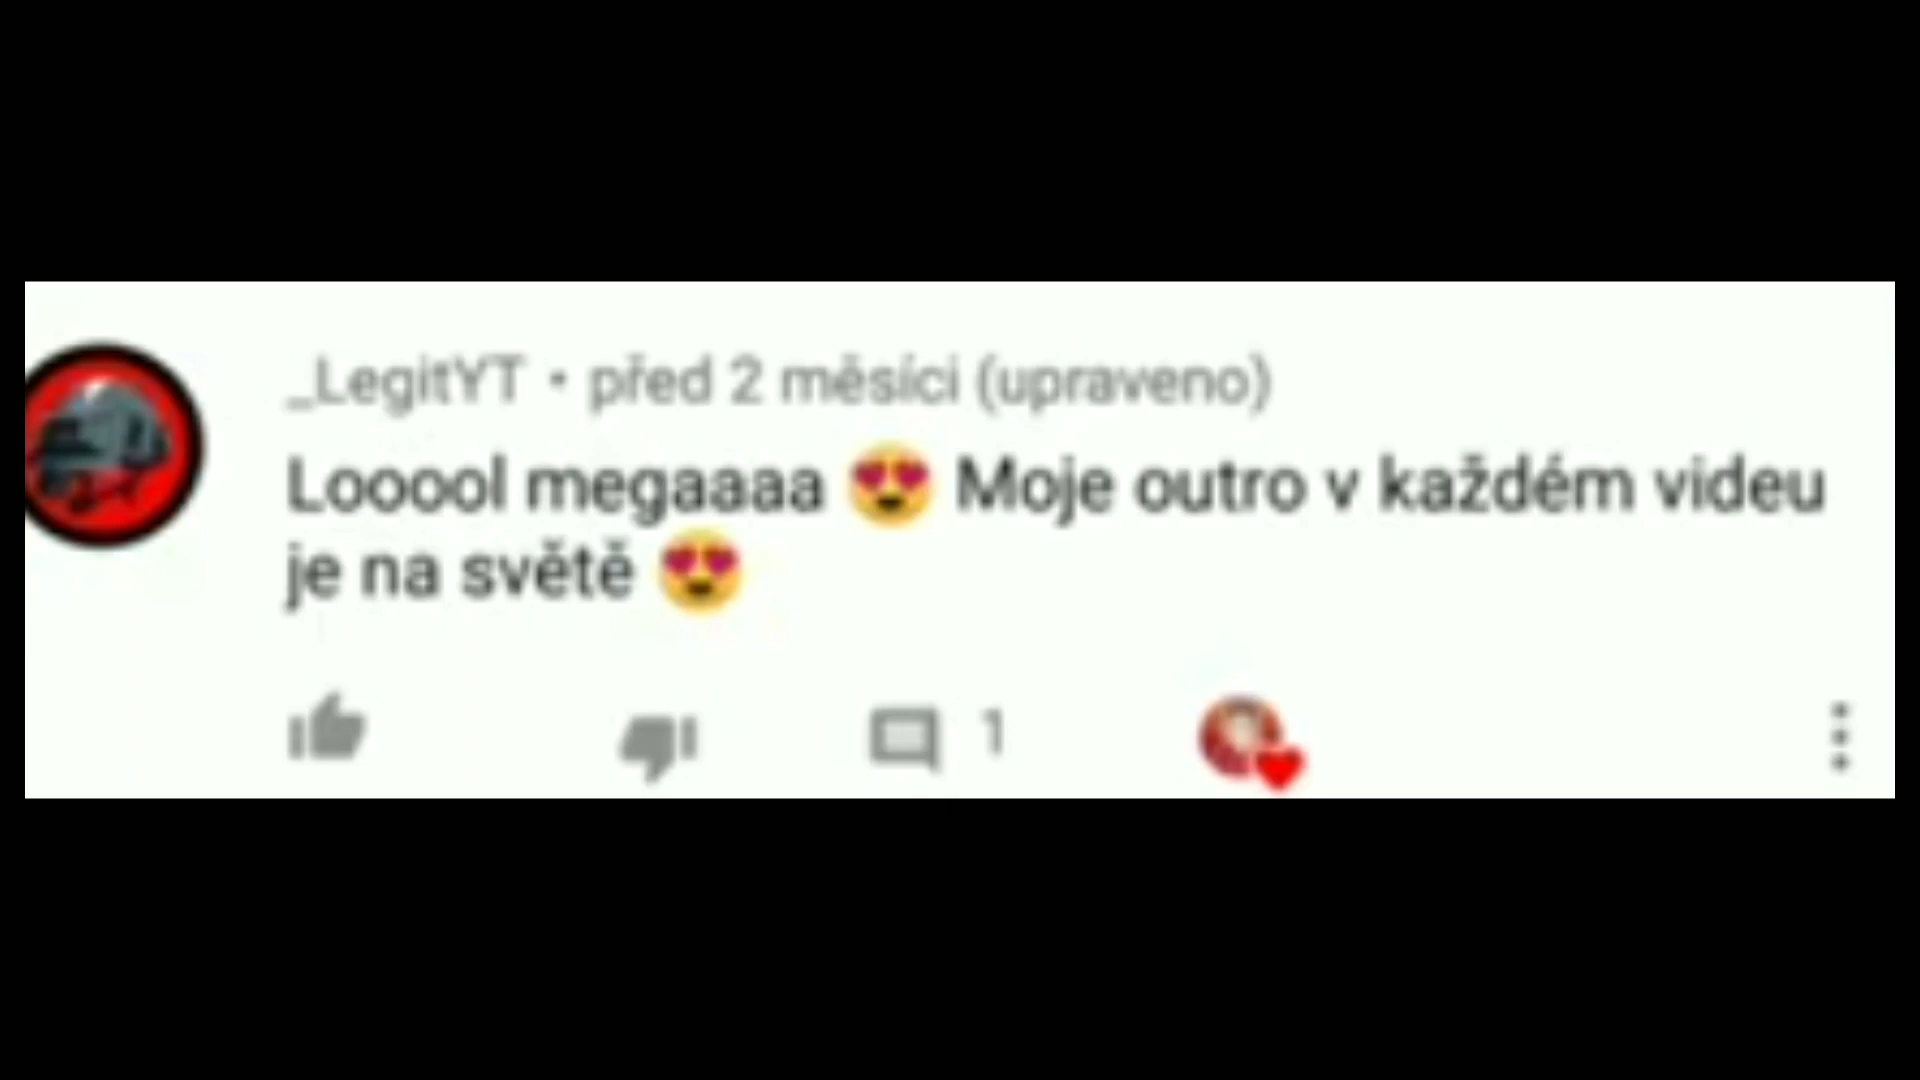 _LegitYT • před 2 měsíci (upraveno)
Looool megaaaa 😍 Moje outro v každém videu
je na světě 😍
1